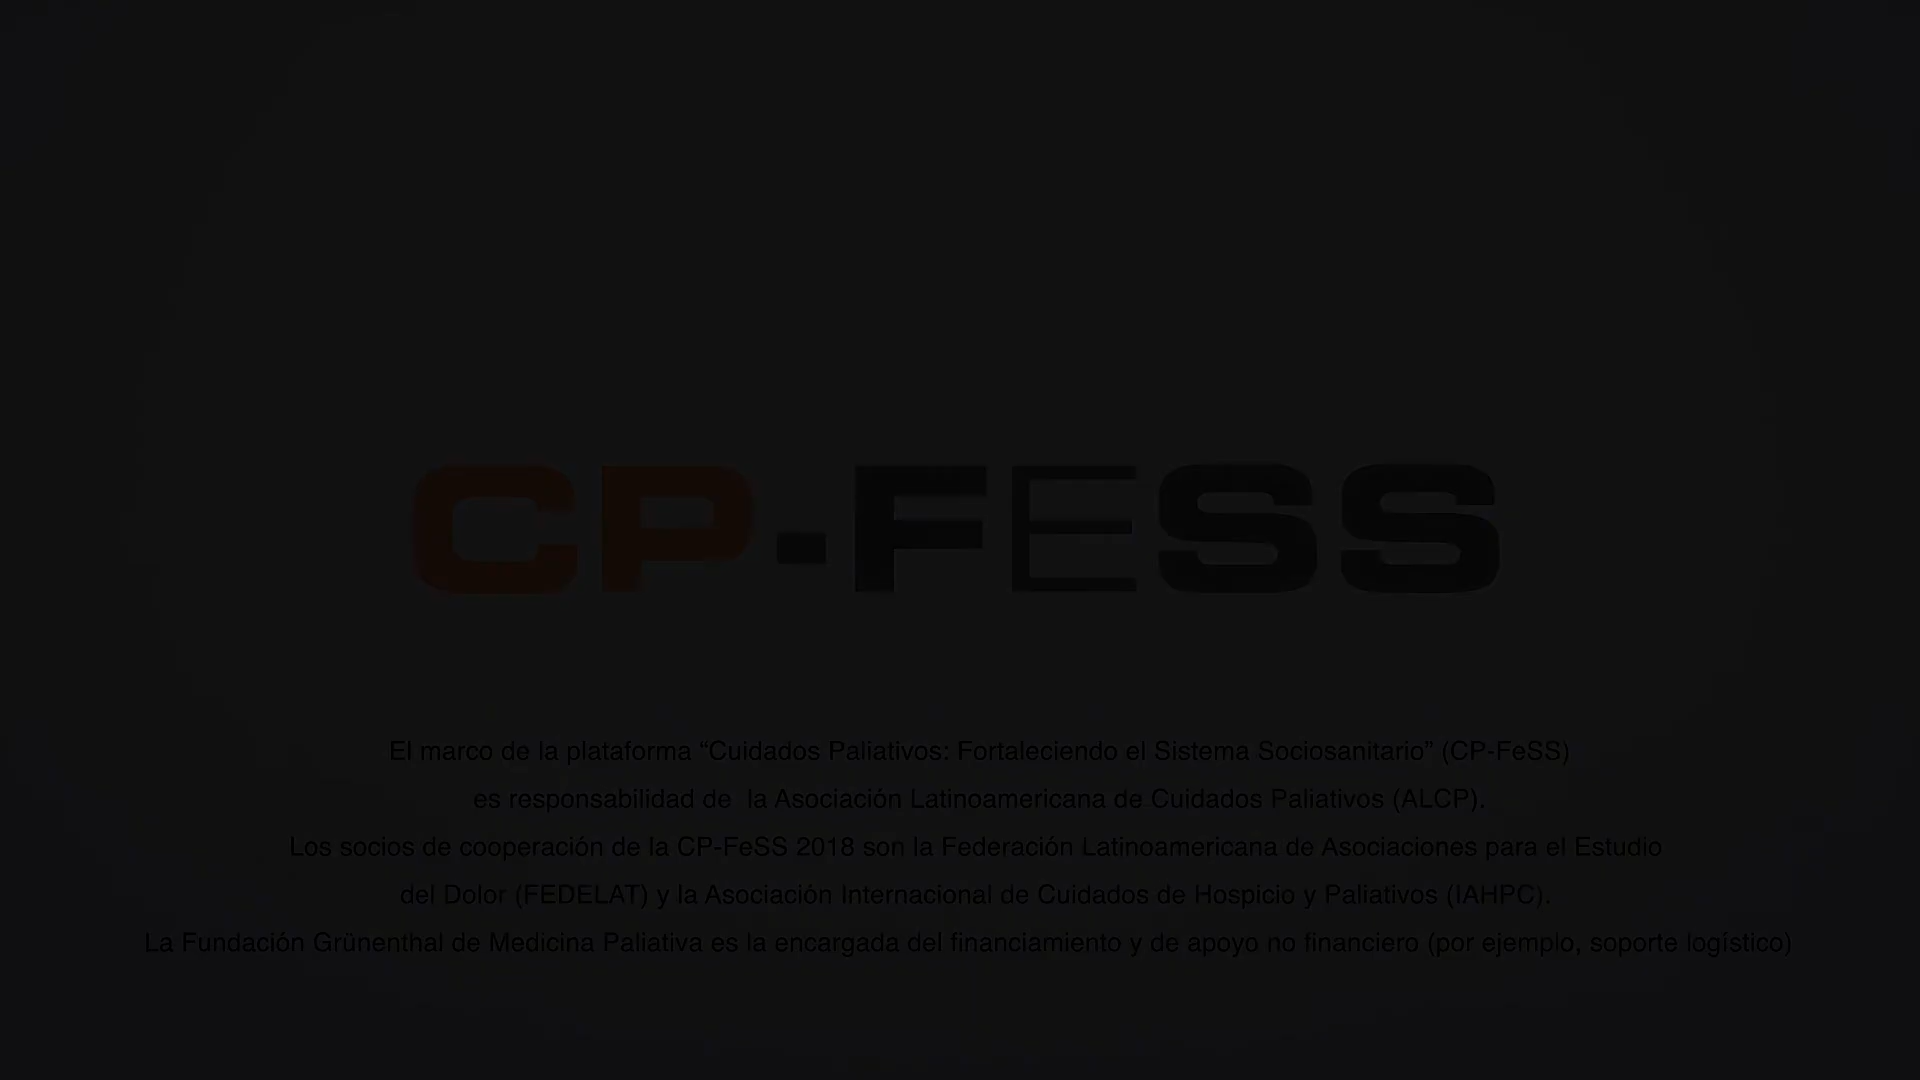 CP-FESS
El marco de la plataforma “Cuidados Paliativos: Fortaleciendo el Sistema Sociosanitario” (CP-FeSS)
es responsabilidad de la Asociación Latinoamericana de Cuidados Paliativos (ALCP).
Los socios de cooperación de la CP-FeSS 2018 son la Federación Latinoamericana de Asociaciones para el Estudio
del Dolor (FEDELAT) y la Asociación Internacional de Cuidados de Hospicio y Paliativos (IAHPC).
La Fundación Grünenthal de Medicina Paliativa es la encargada del financiamiento y de apoyo no financiero (por ejemplo, soporte logístico)